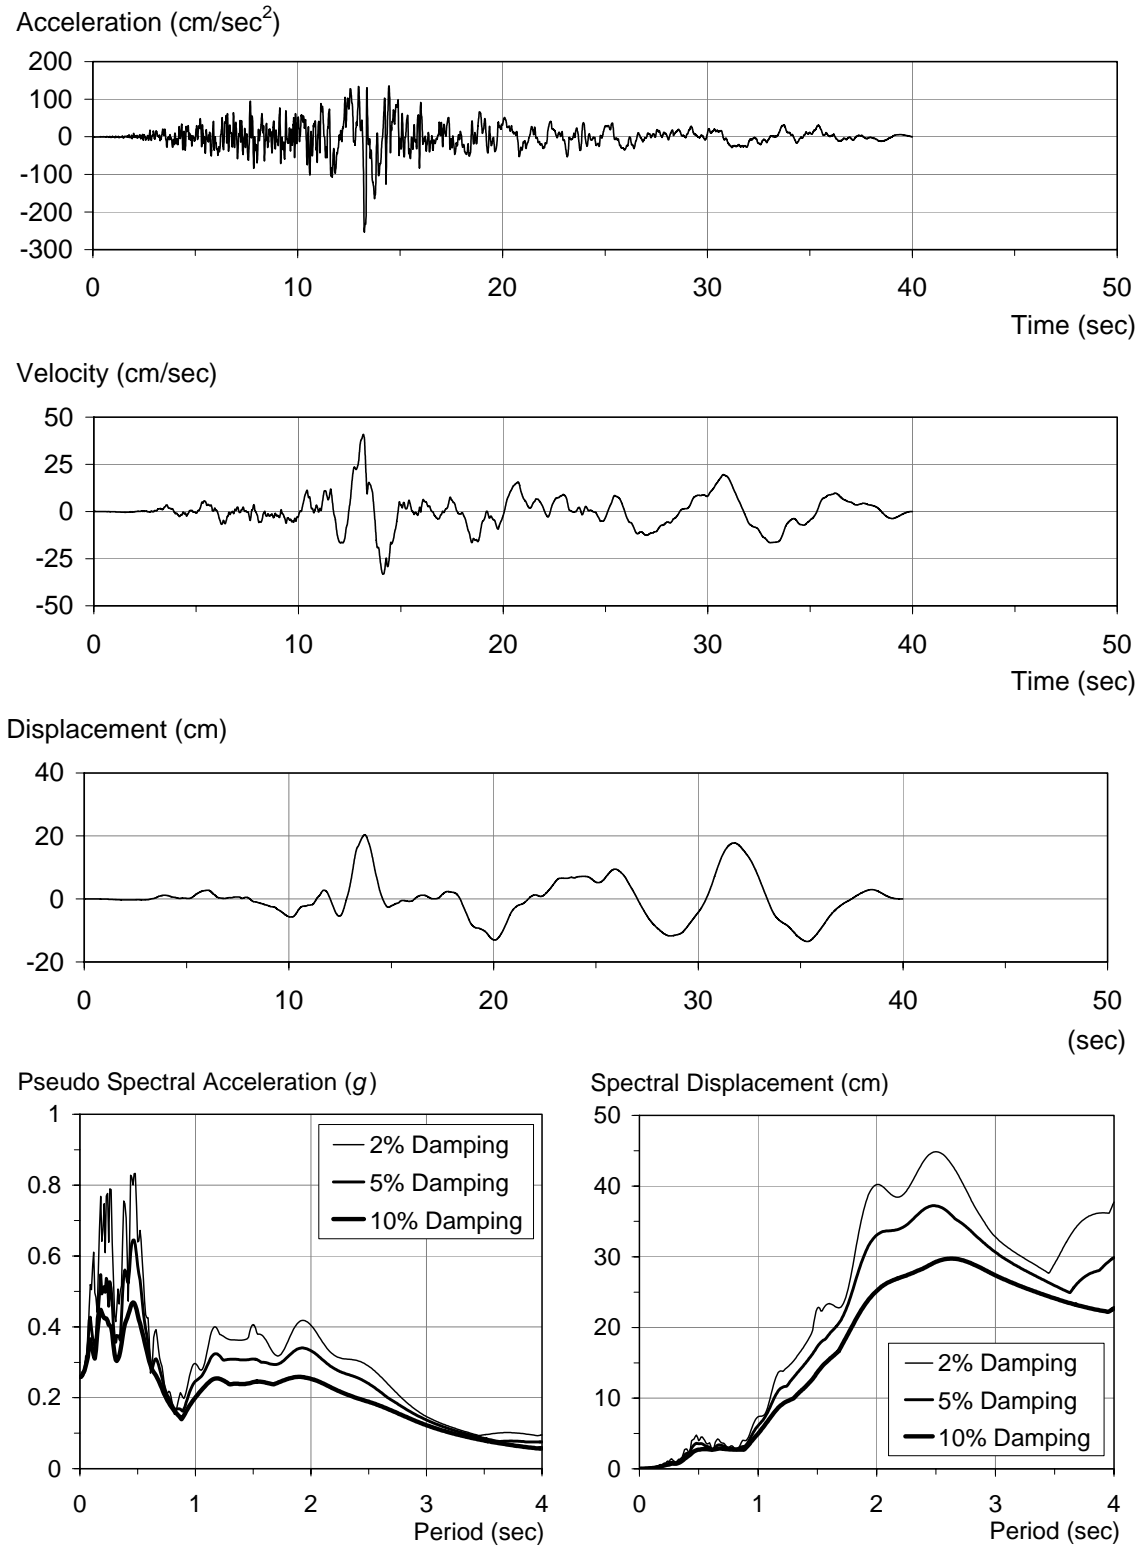 Acceleration (cm/sec²)
200
100
0
-100
-200
-300
0 10 20 30 40 50
Time (sec)
Velocity (cm/sec)
50
25
0
-25
-50
0 10 20 30 40 50
Time (sec)
Displacement (cm)
40
20
0
-20
0 10 20 30 40 50
(sec)
Pseudo Spectral Acceleration (g)
1
0.8
0.6
0.4
0.2
0
2% Damping
5% Damping
10% Damping
0 1 2 3 4
Period (sec)
Spectral Displacement (cm)
50
40
30
20
10
0
2% Damping
5% Damping
10% Damping
0 1 2 3 4
Period (sec)